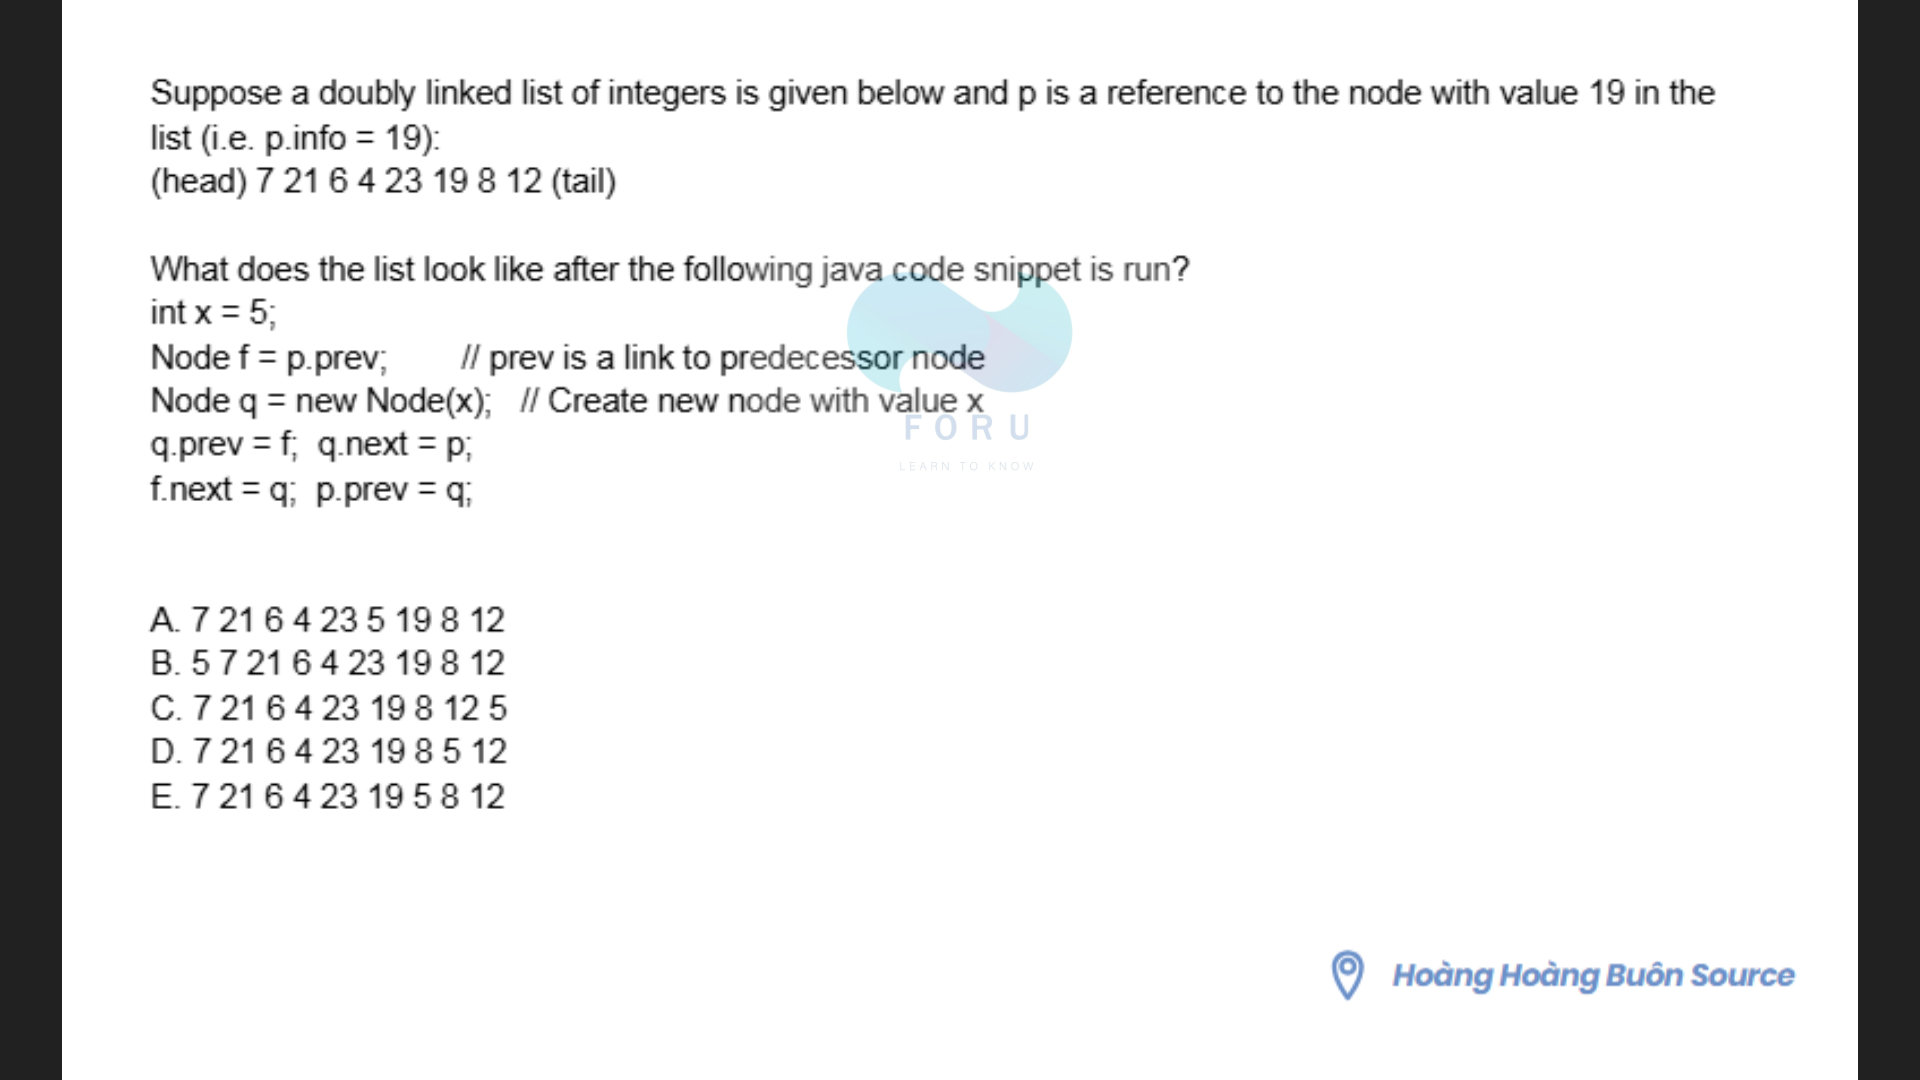 Suppose a doubly linked list of integers is given below and p is a reference to the node with value 19 in the
list (i.e. p.info = 19):
(head) 7 21 6 4 23 19 8 12 (tail)
What does the list look like after the following java code snippet is run?
int x = 5;
Node f = p.prev; // prev is a link to predecessor node
Node q = new Node(x); // Create new node with value x
q.prev = f; q.next = p;
f.next = q; p.prev = q;
FORU
LEARN TO KNOW
A. 7 21 6 4 23 5 19 8 12
B. 5 7 21 6 4 23 19 8 12
C. 7 21 6 4 23 19 8 12 5
D. 7 21 6 4 23 19 8 5 12
E. 7 21 6 4 23 19 5 8 12
Hoàng Hoàng Buôn Source